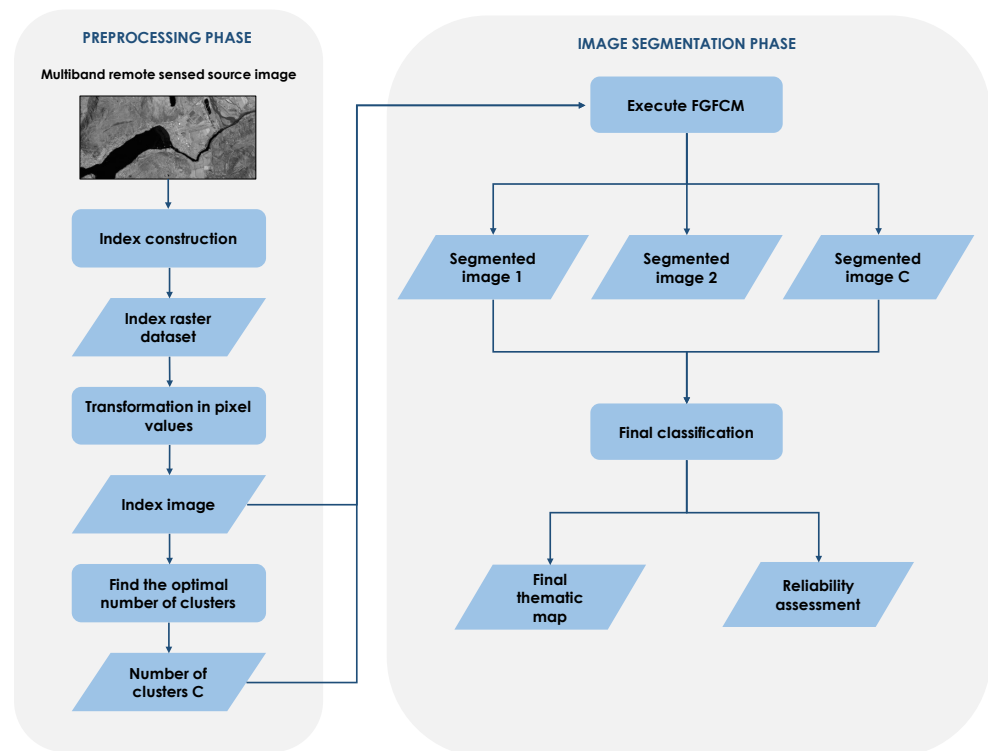 PREPROCESSING PHASE
Multiband remote sensed source image
Index construction
Index raster
dataset
Transformation in pixel
values
Index image
Find the optimal
number of clusters
Number of
clusters C
IMAGE SEGMENTATION PHASE
Execute FGFCM
Segmented
image 1
Segmented
image 2
Segmented
image C
Final classification
Final
thematic
map
Reliability
assessment